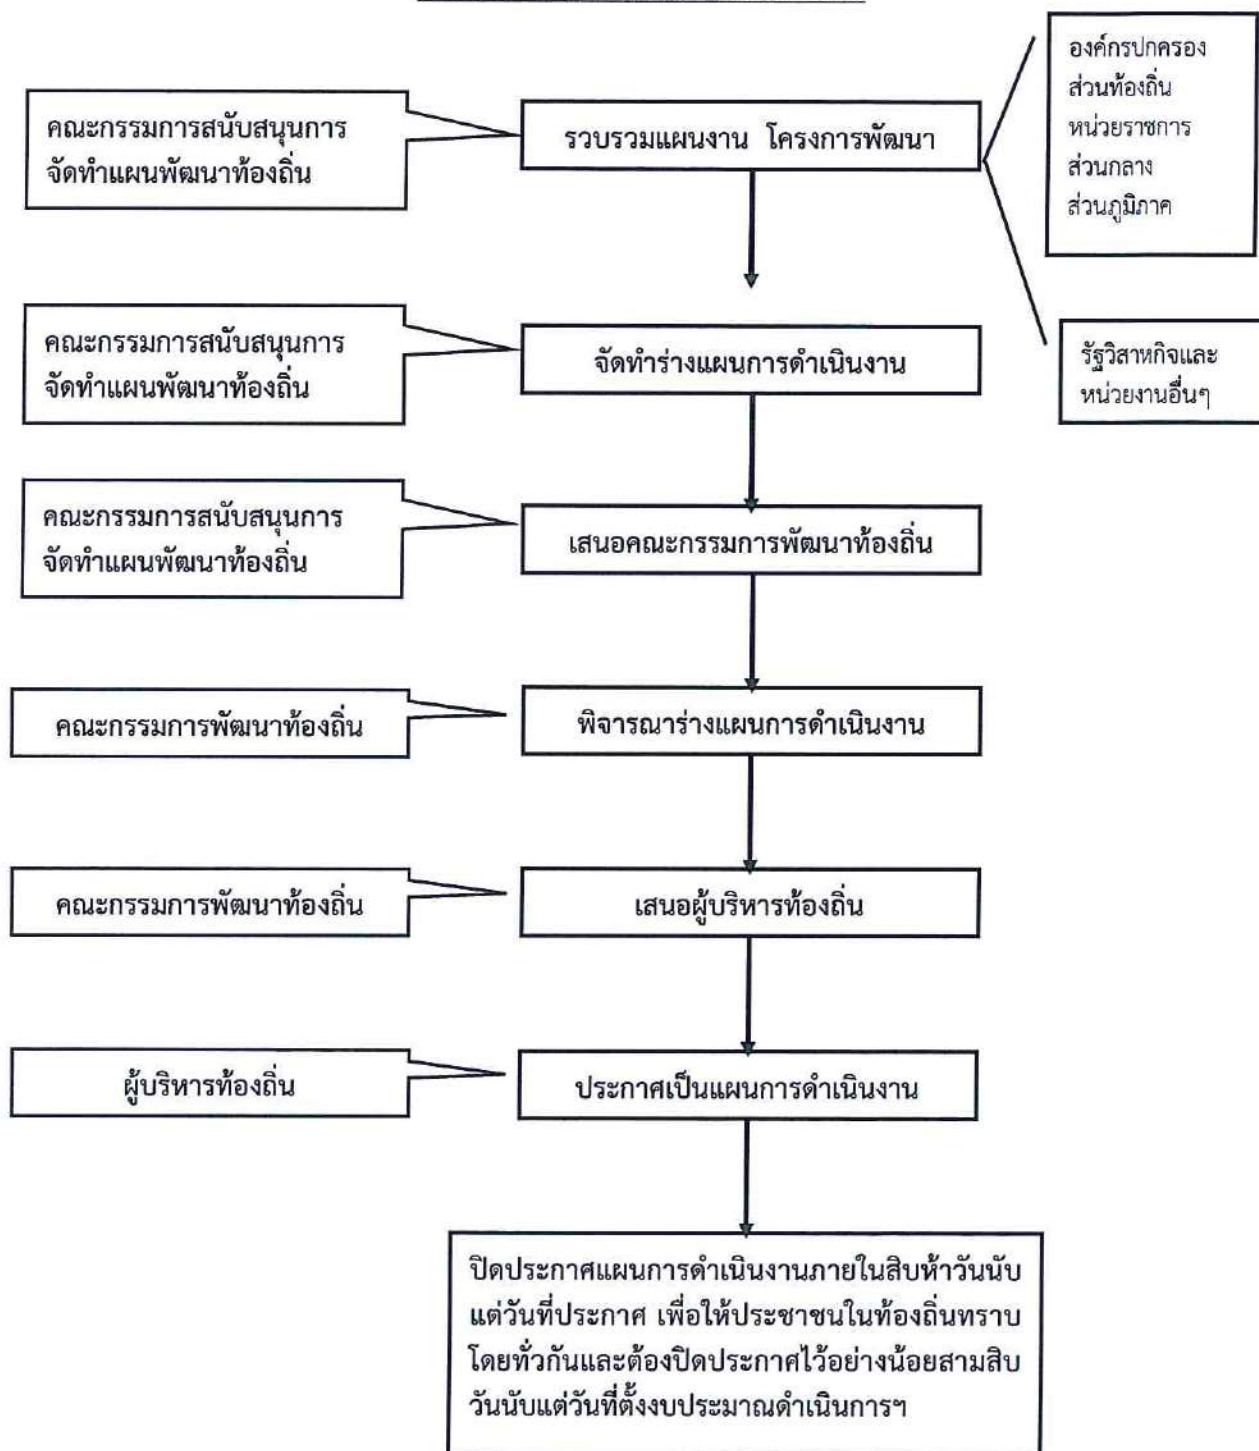 องค์กรปกครอง
ส่วนท้องถิ่น
หน่วยราชการ
ส่วนกลาง
ส่วนภูมิภาค
คณะกรรมการสนับสนุนการ
จัดทำแผนพัฒนาท้องถิ่น
รวบรวมแผนงาน โครงการพัฒนา
คณะกรรมการสนับสนุนการ
จัดทำแผนพัฒนาท้องถิ่น
จัดทำร่างแผนการดำเนินงาน
รัฐวิสาหกิจและ
หน่วยงานอื่นๆ
คณะกรรมการสนับสนุนการ
จัดทำแผนพัฒนาท้องถิ่น
เสนอคณะกรรมการพัฒนาท้องถิ่น
คณะกรรมการพัฒนาท้องถิ่น
พิจารณาร่างแผนการดำเนินงาน
คณะกรรมการพัฒนาท้องถิ่น
เสนอผู้บริหารท้องถิ่น
ผู้บริหารท้องถิ่น
ประกาศเป็นแผนการดำเนินงาน
ปิดประกาศแผนการดำเนินงานภายในสิบห้าวันนับ
แต่วันที่ประกาศ เพื่อให้ประชาชนในท้องถิ่นทราบ
โดยทั่วกันและต้องปิดประกาศไว้อย่างน้อยสามสิบ
วันนับแต่วันที่ตั้งงบประมาณดำเนินการฯ